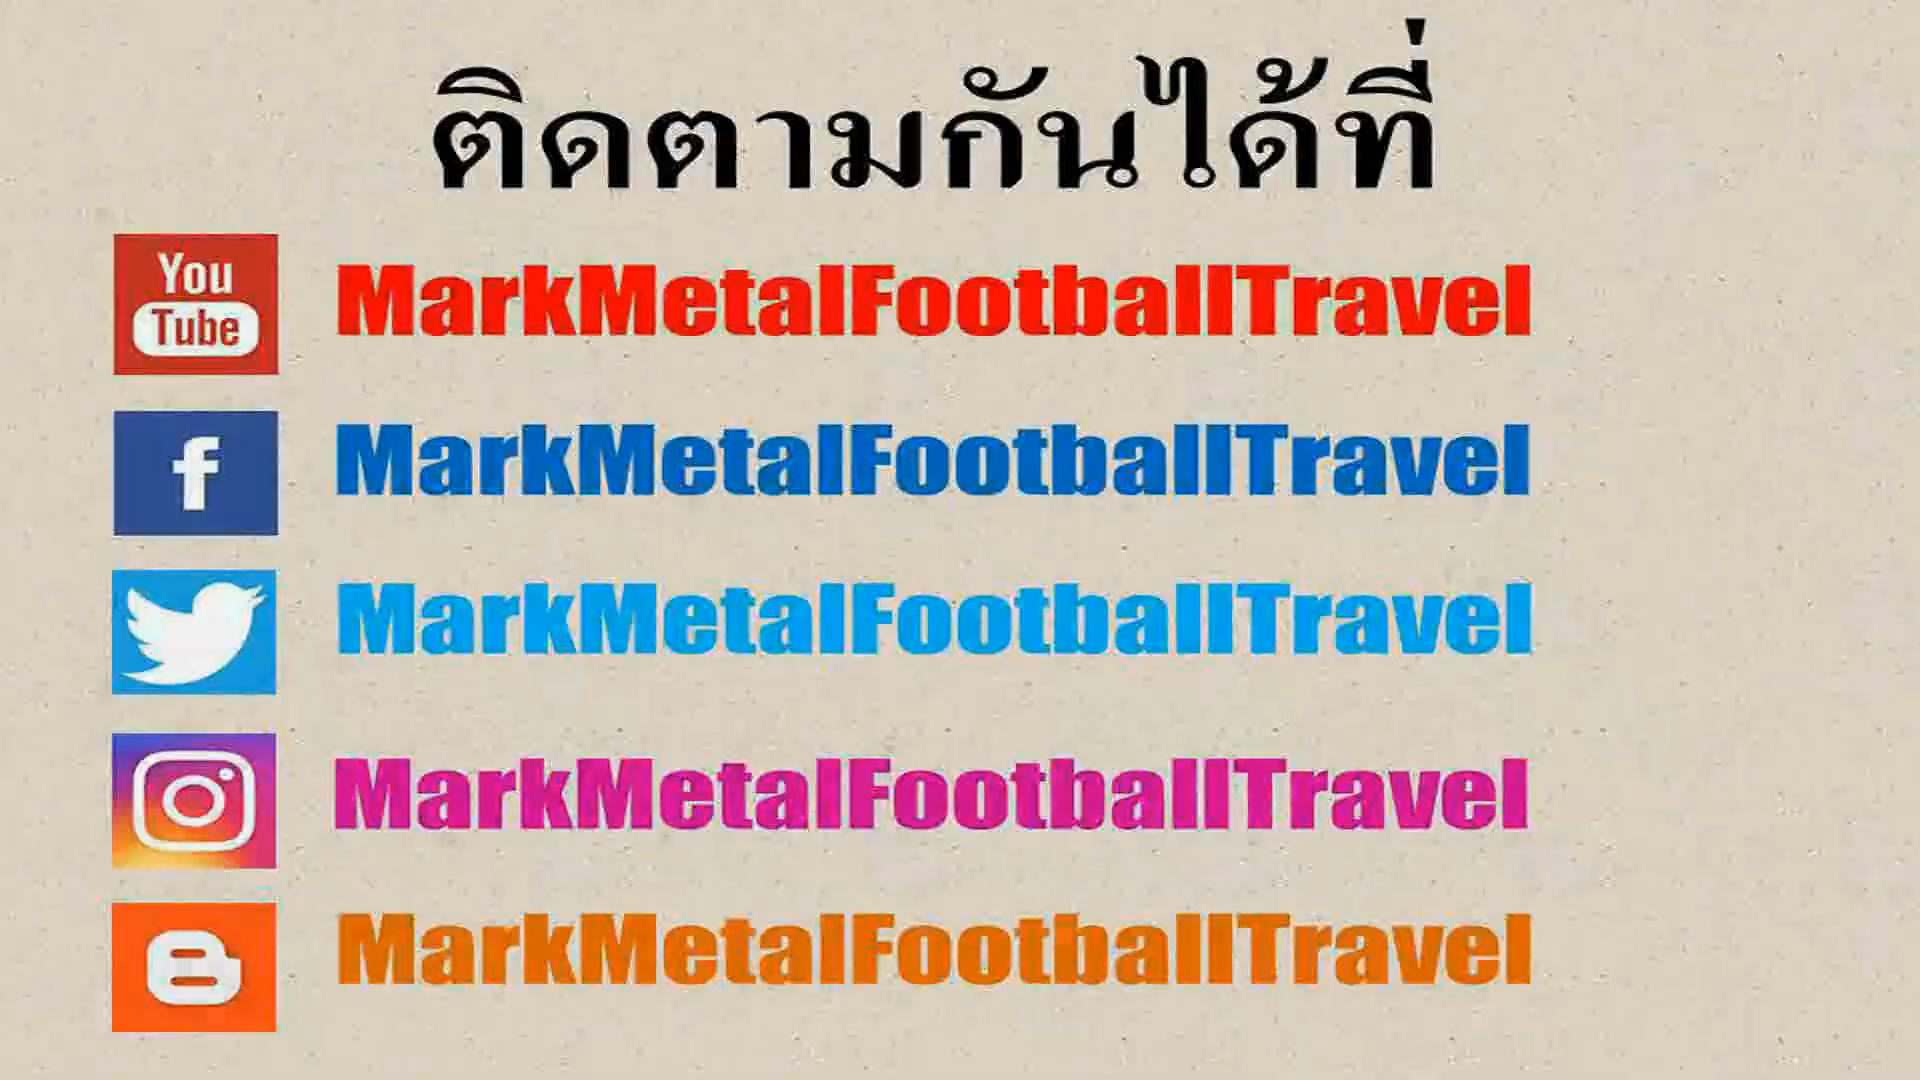 ติดตามกันได้ที่
You
Tube
MarkMetalFootballTravel
f
MarkMetalFootballTravel
MarkMetalFootballTravel
MarkMetalFootballTravel
B
MarkMetalFootballTravel